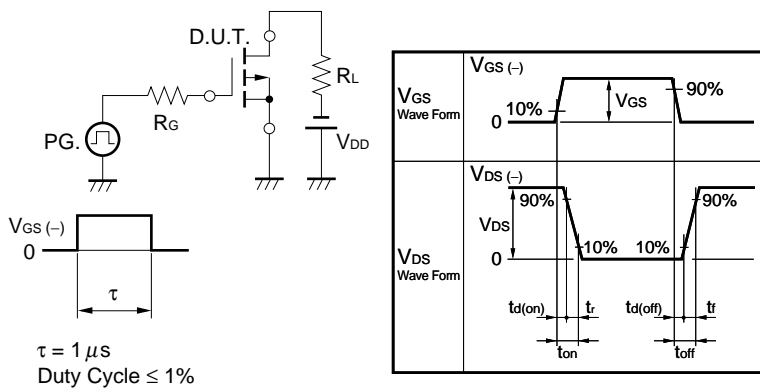 D.U.T.
RL
RG
PG.
VDD
VGS (−)
0
τ
τ = 1 μs
Duty Cycle ≤ 1%
VGS
Wave Form
VGS (−)
10%
VGS
90%
0
VDS
Wave Form
VDS (−)
90%
90%
VDS
10%
10%
0
td(on)
tr
td(off)
tf
ton
toff